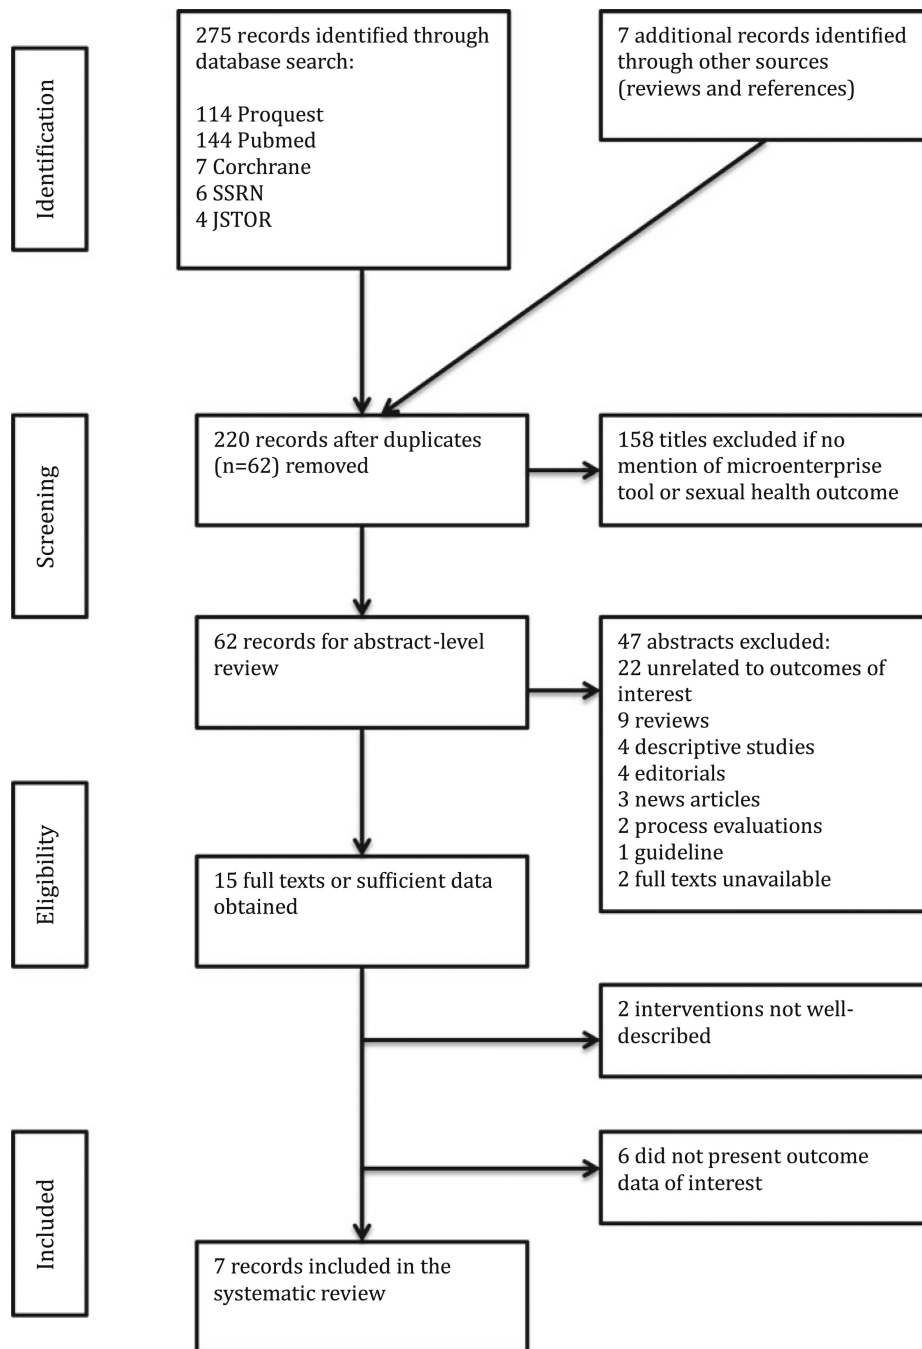 Identification
275 records identified through
database search:
114 Proquest
144 Pubmed
7 Corchrane
6 SSRN
4 JSTOR
7 additional records identified
through other sources
(reviews and references)
Screening
220 records after duplicates
(n=62) removed
158 titles excluded if no
mention of microenterprise
tool or sexual health outcome
62 records for abstract-level
review
47 abstracts excluded:
22 unrelated to outcomes of
interest
9 reviews
4 descriptive studies
4 editorials
3 news articles
2 process evaluations
1 guideline
2 full texts unavailable
Eligibility
15 full texts or sufficient data
obtained
2 interventions not well-
described
Included
6 did not present outcome
data of interest
7 records included in the
systematic review